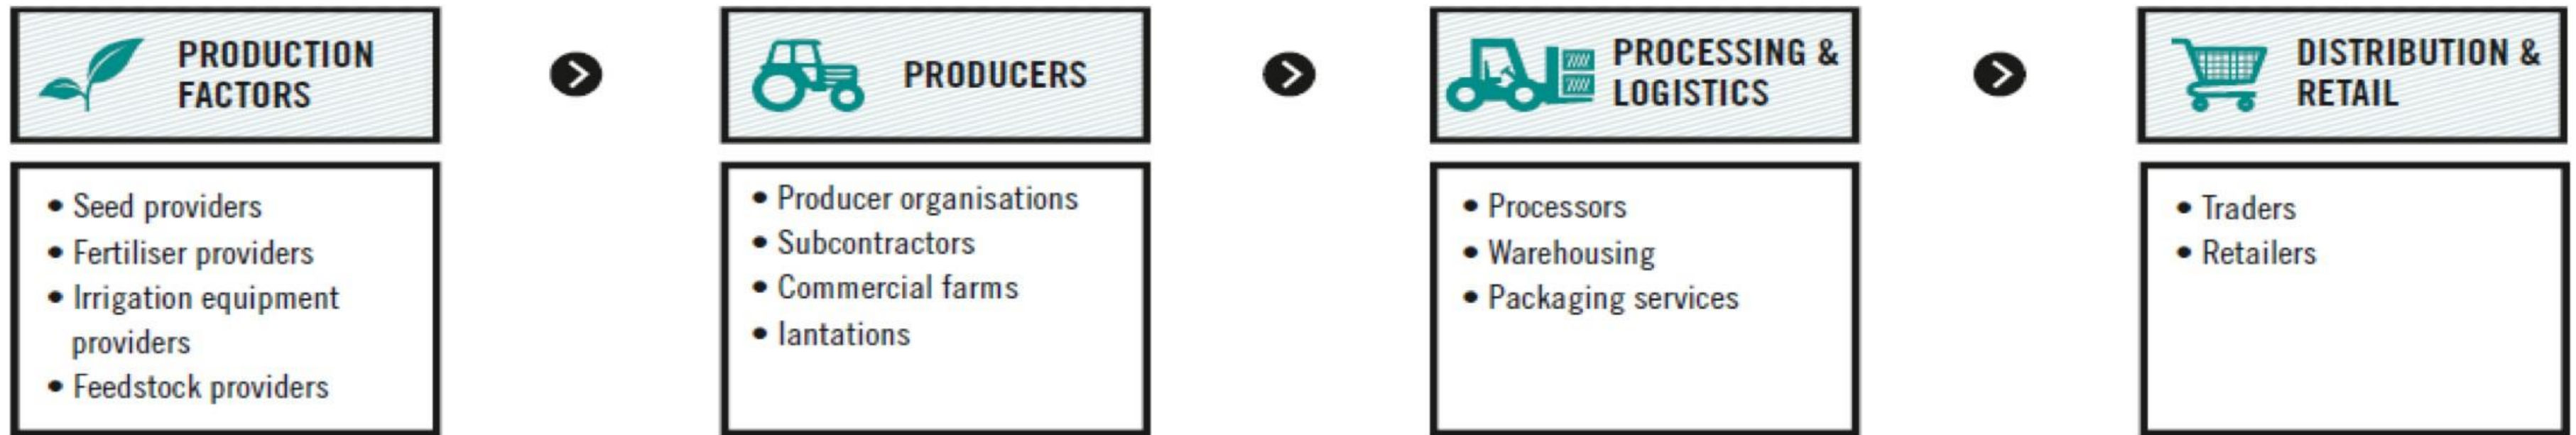 PRODUCTION
FACTORS
• Seed providers
• Fertiliser providers
• Irrigation equipment
providers
• Feedstock providers
PRODUCERS
• Producer organisations
• Subcontractors
• Commercial farms
• lantations
PROCESSING &
LOGISTICS
• Processors
• Warehousing
• Packaging services
DISTRIBUTION &
RETAIL
• Traders
• Retailers